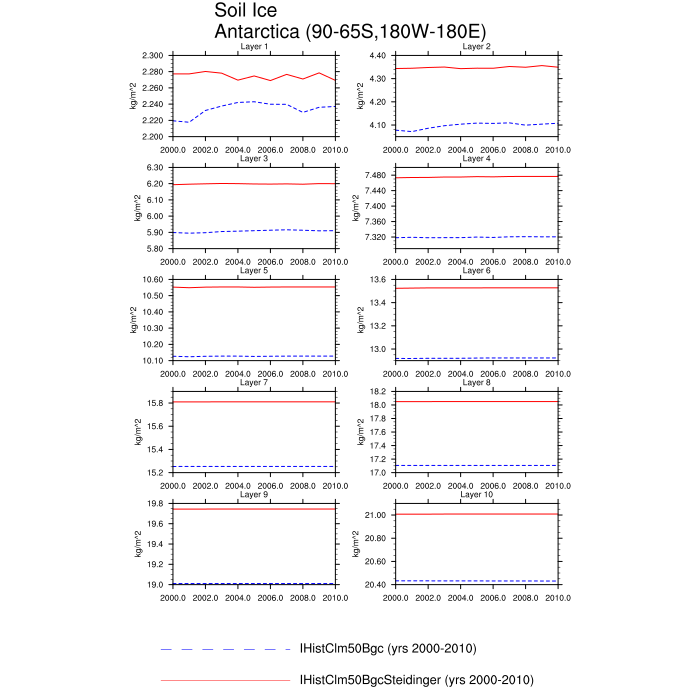 Soil Ice
Antarctica (90-65S,180W-180E)
Layer 1
kg/m^2
2.300
2.280
2.260
2.240
2.220
2.200
2000.0 2002.0 2004.0 2006.0 2008.0 2010.0
Layer 2
kg/m^2
4.40
4.30
4.20
4.10
2000.0 2002.0 2004.0 2006.0 2008.0 2010.0
Layer 3
kg/m^2
6.30
6.20
6.10
6.00
5.90
5.80
2000.0 2002.0 2004.0 2006.0 2008.0 2010.0
Layer 4
kg/m^2
7.480
7.440
7.400
7.360
7.320
2000.0 2002.0 2004.0 2006.0 2008.0 2010.0
Layer 5
kg/m^2
10.60
10.50
10.40
10.30
10.20
10.10
2000.0 2002.0 2004.0 2006.0 2008.0 2010.0
Layer 6
kg/m^2
13.6
13.4
13.2
13.0
2000.0 2002.0 2004.0 2006.0 2008.0 2010.0
Layer 7
kg/m^2
15.8
15.6
15.4
15.2
2000.0 2002.0 2004.0 2006.0 2008.0 2010.0
Layer 8
kg/m^2
18.2
18.0
17.8
17.6
17.4
17.2
17.0
2000.0 2002.0 2004.0 2006.0 2008.0 2010.0
Layer 9
kg/m^2
19.8
19.6
19.4
19.2
19.0
2000.0 2002.0 2004.0 2006.0 2008.0 2010.0
Layer 10
kg/m^2
21.00
20.80
20.60
20.40
2000.0 2002.0 2004.0 2006.0 2008.0 2010.0
IHistClm50Bgc (yrs 2000-2010)
IHistClm50BgcSteidinger (yrs 2000-2010)